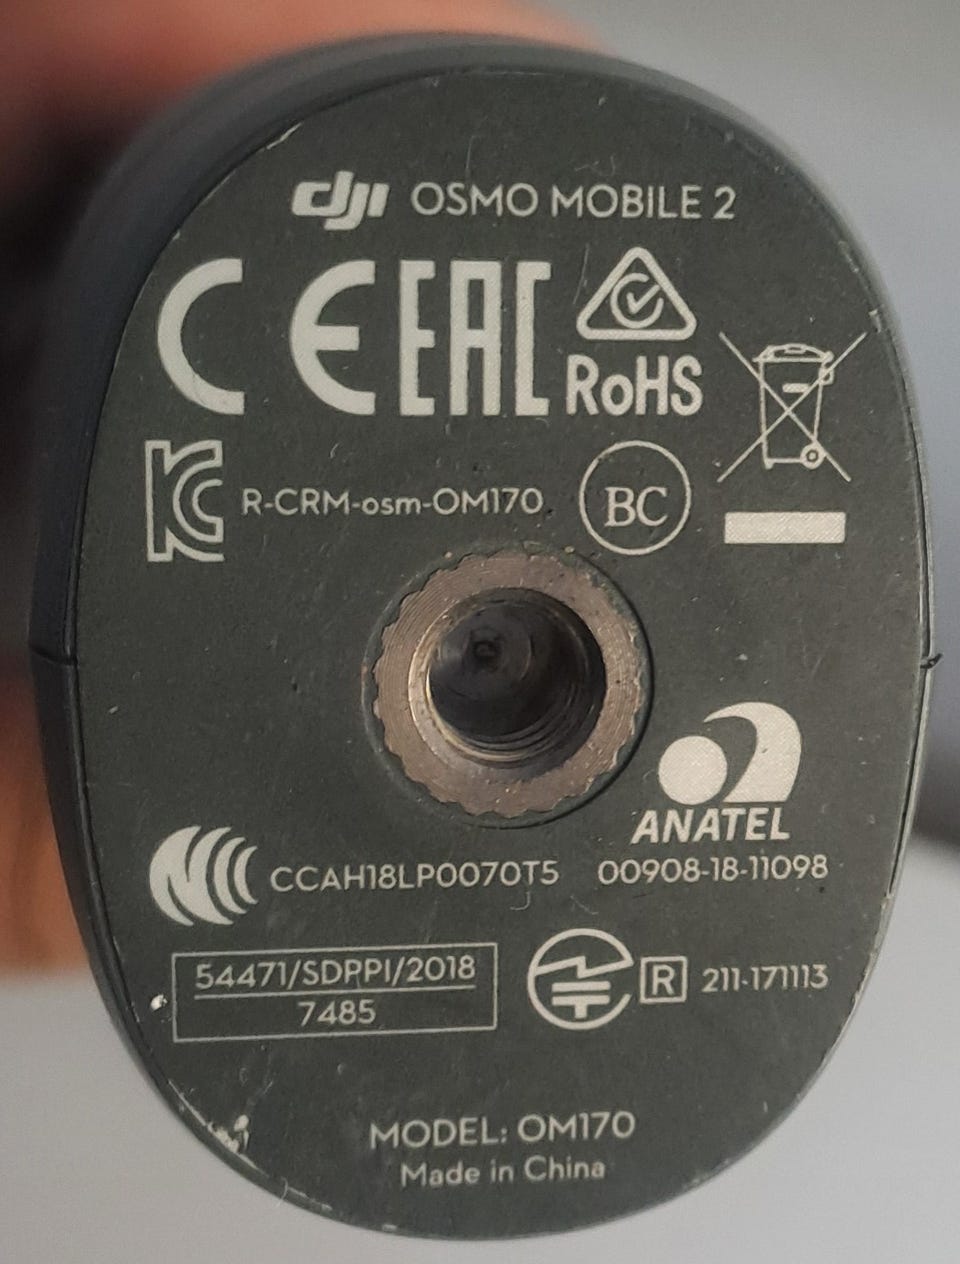 dji OSMO MOBILE 2
CE EAC
RoHS
KC R-CRM-osm-OM170 BC
ANATEL
CCAH18LP0070T5 00908-18-11098
54471/SDPPI/2018
7485
R 211-171113
MODEL: OM170
Made in China